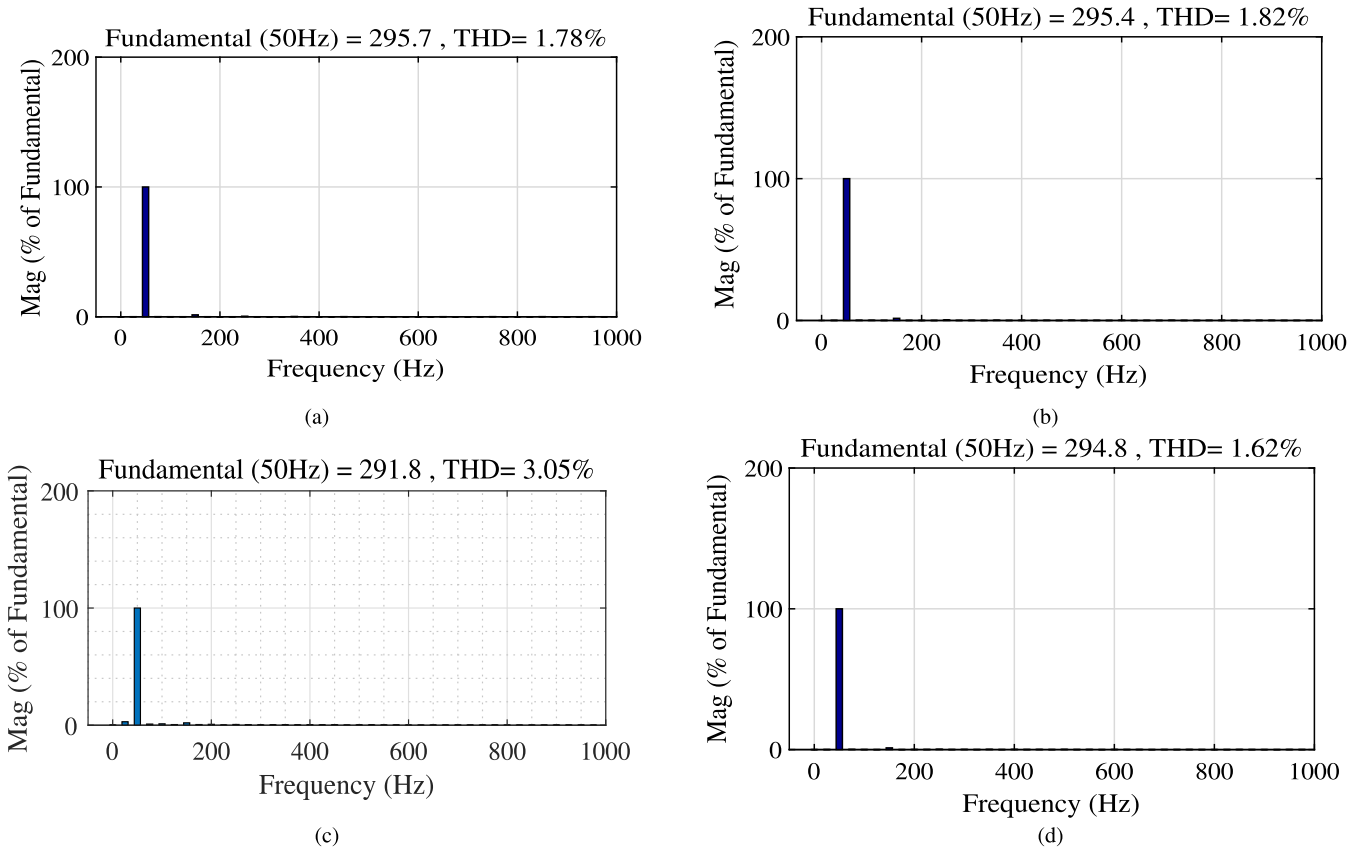 Fundamental (50Hz) = 295.7 , THD= 1.78%
Mag (% of Fundamental)
200
100
0
0 200 400 600 800 1000
Frequency (Hz)
(a)
Fundamental (50Hz) = 295.4 , THD= 1.82%
Mag (% of Fundamental)
200
100
0
0 200 400 600 800 1000
Frequency (Hz)
(b)
Fundamental (50Hz) = 291.8 , THD= 3.05%
Mag (% of Fundamental)
200
100
0
0 200 400 600 800 1000
Frequency (Hz)
(c)
Fundamental (50Hz) = 294.8 , THD= 1.62%
Mag (% of Fundamental)
200
100
0
0 200 400 600 800 1000
Frequency (Hz)
(d)